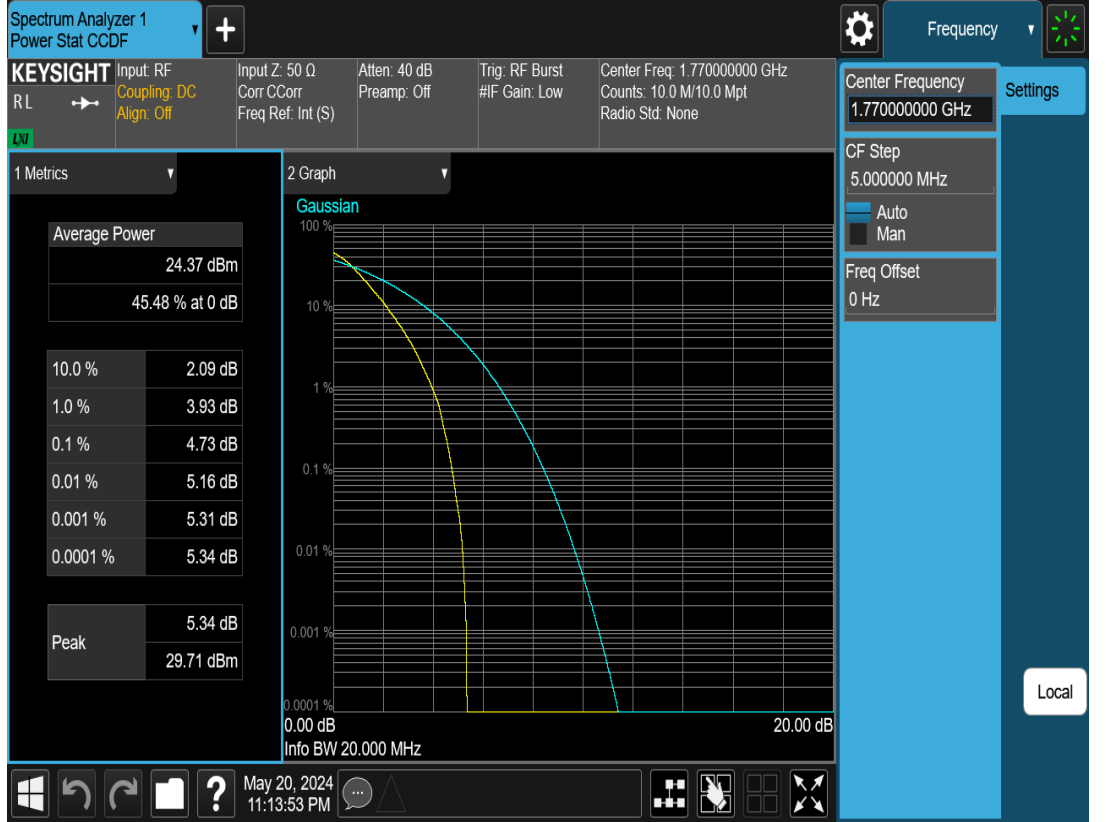 Spectrum Analyzer 1
Power Stat CCDF
+
Frequency
KEYSIGHT
RL
LXI
Input: RF
Coupling: DC
Align: Off
Input Z: 50 Ω
Corr CCorr
Freq Ref: Int (S)
Atten: 40 dB
Preamp: Off
Trig: RF Burst
#IF Gain: Low
Center Freq: 1.770000000 GHz
Counts: 10.0 M/10.0 Mpt
Radio Std: None
Center Frequency
1.770000000 GHz
Settings
CF Step
5.000000 MHz
Auto
Man
Freq Offset
0 Hz
Local
1 Metrics
Average Power
24.37 dBm
45.48 % at 0 dB
10.0 % 2.09 dB
1.0 % 3.93 dB
0.1 % 4.73 dB
0.01 % 5.16 dB
0.001 % 5.31 dB
0.0001 % 5.34 dB
Peak
5.34 dB
29.71 dBm
2 Graph
Gaussian
100 %
10 %
1 %
0.1 %
0.01 %
0.001 %
0.0001 %
0.00 dB 20.00 dB
Info BW 20.000 MHz
?
May 20, 2024
11:13:53 PM